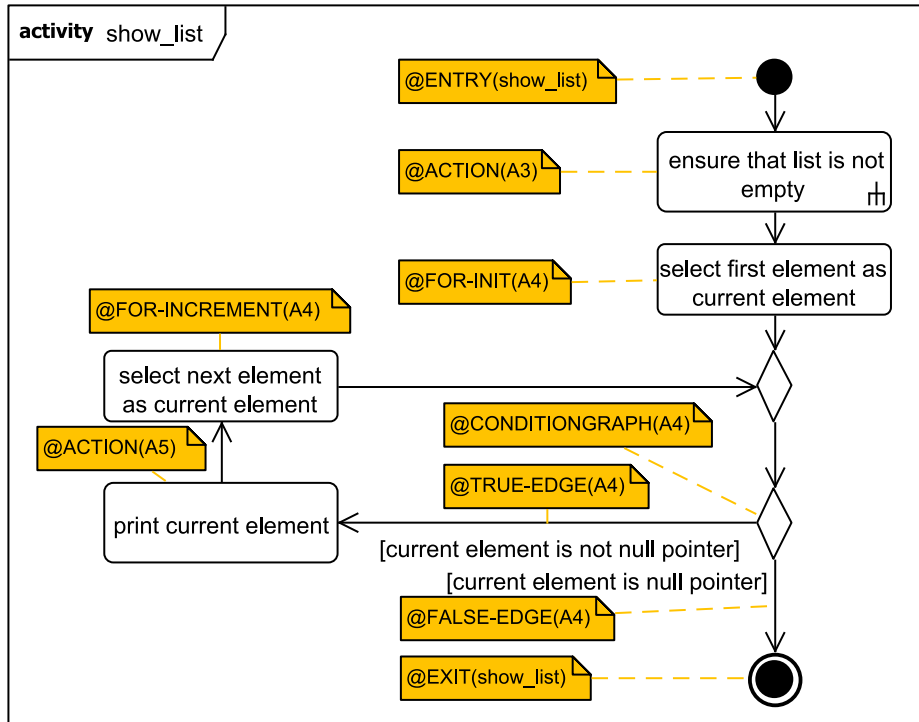 activity show_list
@ENTRY(show_list)
@ACTION(A3)
ensure that list is not
empty
@FOR-INIT(A4)
select first element as
current element
@FOR-INCREMENT(A4)
select next element
as current element
@CONDITIONGRAPH(A4)
@ACTION(A5)
@TRUE-EDGE(A4)
print current element
[current element is not null pointer]
[current element is null pointer]
@FALSE-EDGE(A4)
@EXIT(show_list)